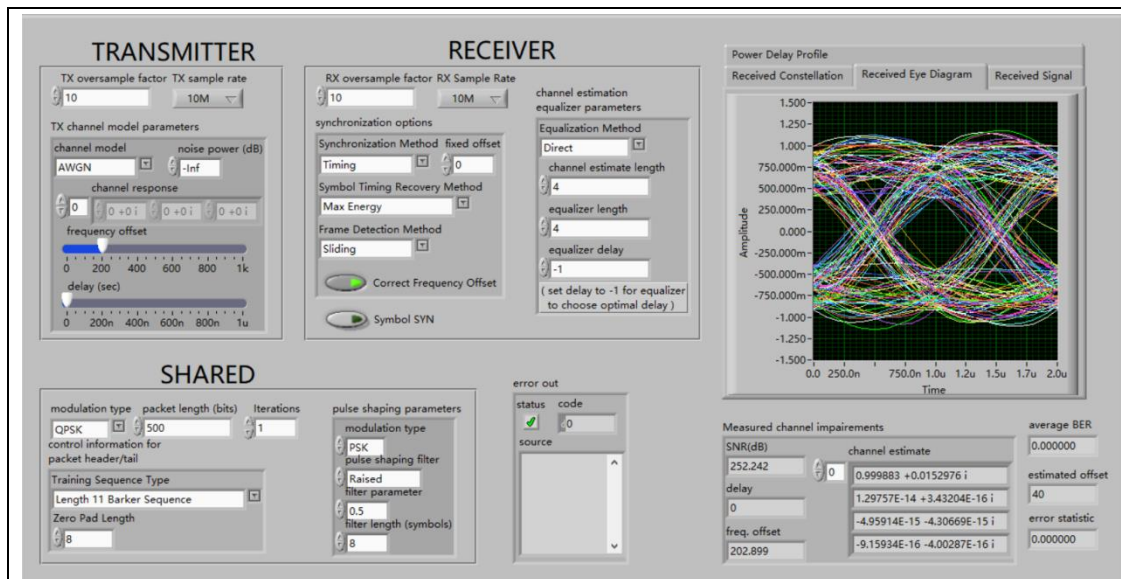 TRANSMITTER
TX oversample factor TX sample rate
10 10M
TX channel model parameters
channel model noise power (dB)
AWGN -Inf
channel response
0 0 +0 i 0 +0 i 0 +0 i
frequency offset
0 200 400 600 800 1k
delay (sec)
0 200n 400n 600n 800n 1u
RECEIVER
RX oversample factor RX Sample Rate
10 10M
synchronization options
Synchronization Method fixed offset
Timing 0
Symbol Timing Recovery Method
Max Energy
Frame Detection Method
Sliding
Correct Frequency Offset
Symbol SYN
channel estimation
equalizer parameters
Equalization Method
Direct
channel estimate length
4
equalizer length
4
equalizer delay
-1
( set delay to -1 for equalizer
to choose optimal delay )
Power Delay Profile
Received Constellation Received Eye Diagram Received Signal
1.500
1.250
1.000
750.000m
500.000m
250.000m
0.000
-250.000m
-500.000m
-750.000m
-1.000
-1.250
-1.500
Amplitude
0.0 250.0n 750.0n 1.0u 1.2u 1.5u 1.7u 2.0u
Time
SHARED
modulation type packet length (bits) Iterations
QPSK 500 1
control information for
packet header/tail
Training Sequence Type
Length 11 Barker Sequence
Zero Pad Length
8
pulse shaping parameters
modulation type
PSK
pulse shaping filter
Raised
filter parameter
0.5
filter length (symbols)
8
error out
status code
0
source
Measured channel impairements
SNR(dB)
252.242
delay
0
freq. offset
202.899
channel estimate
0 0.999883 +0.0152976 i
1.29757E-14 +3.43204E-16 i
-4.95914E-15 -4.30669E-15 i
-9.15934E-16 -4.00287E-16 i
average BER
0.000000
estimated offset
40
error statistic
0.000000